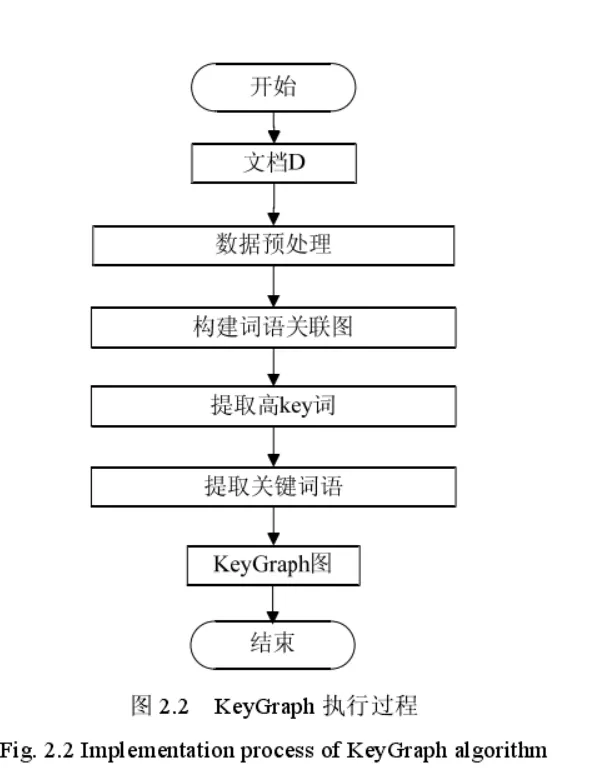 开始
文档D
数据预处理
构建词语关联图
提取高key词
提取关键词语
KeyGraph图
结束
图 2.2 KeyGraph 执行过程
Fig. 2.2 Implementation process of KeyGraph algorithm